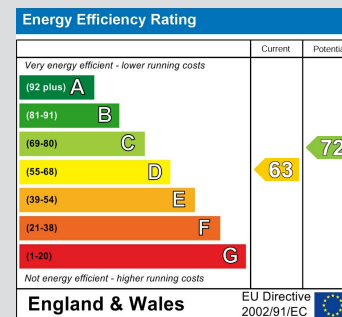 Energy Efficiency Rating
Current
Very energy efficient - lower running costs
(92 plus) A
(81-91) B
(69-80) C
72
(55-68) D
63
(39-54) E
(21-38) F
(1-20) G
Not energy efficient - higher running costs
England & Wales
EU Directive
2002/91/EC